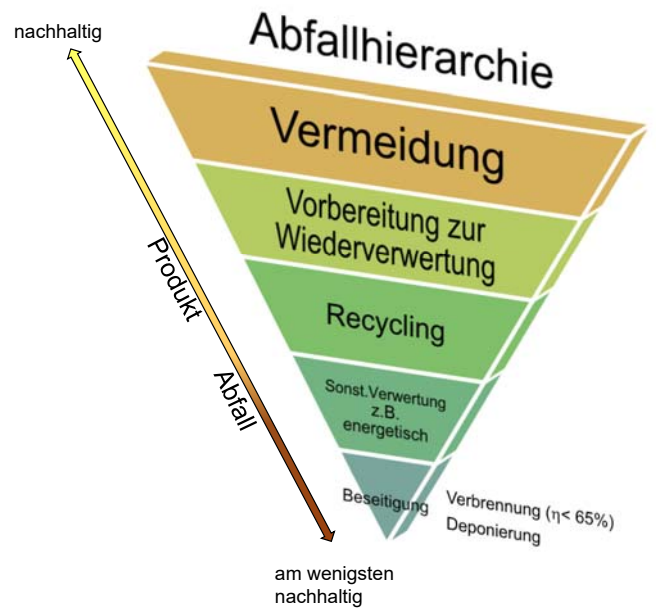 nachhaltig
Abfallhierarchie
Vermeidung
Vorbereitung zur
Wiederverwertung
Produkt
Recycling
Abfall
Sonst.Verwertung
z.B.
energetisch
Beseitigung
Verbrennung (η< 65%)
Deponierung
am wenigsten
nachhaltig